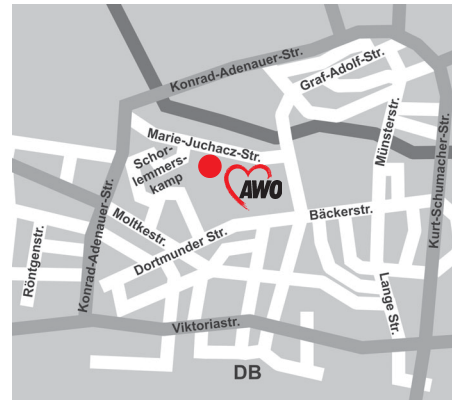 Konrad-Adenauer-Str.
Graf-Adolf-Str.
Münsterstr.
Kurt-Schumacher-Str.
Marie-Juchacz-Str.
Schor-
lemmers-
kamp
AWO
Moltkestr.
Bäckerstr.
Dortmunder Str.
Röntgenstr.
Konrad-Adenauer-Str.
Lange Str.
Viktoriastr.
DB